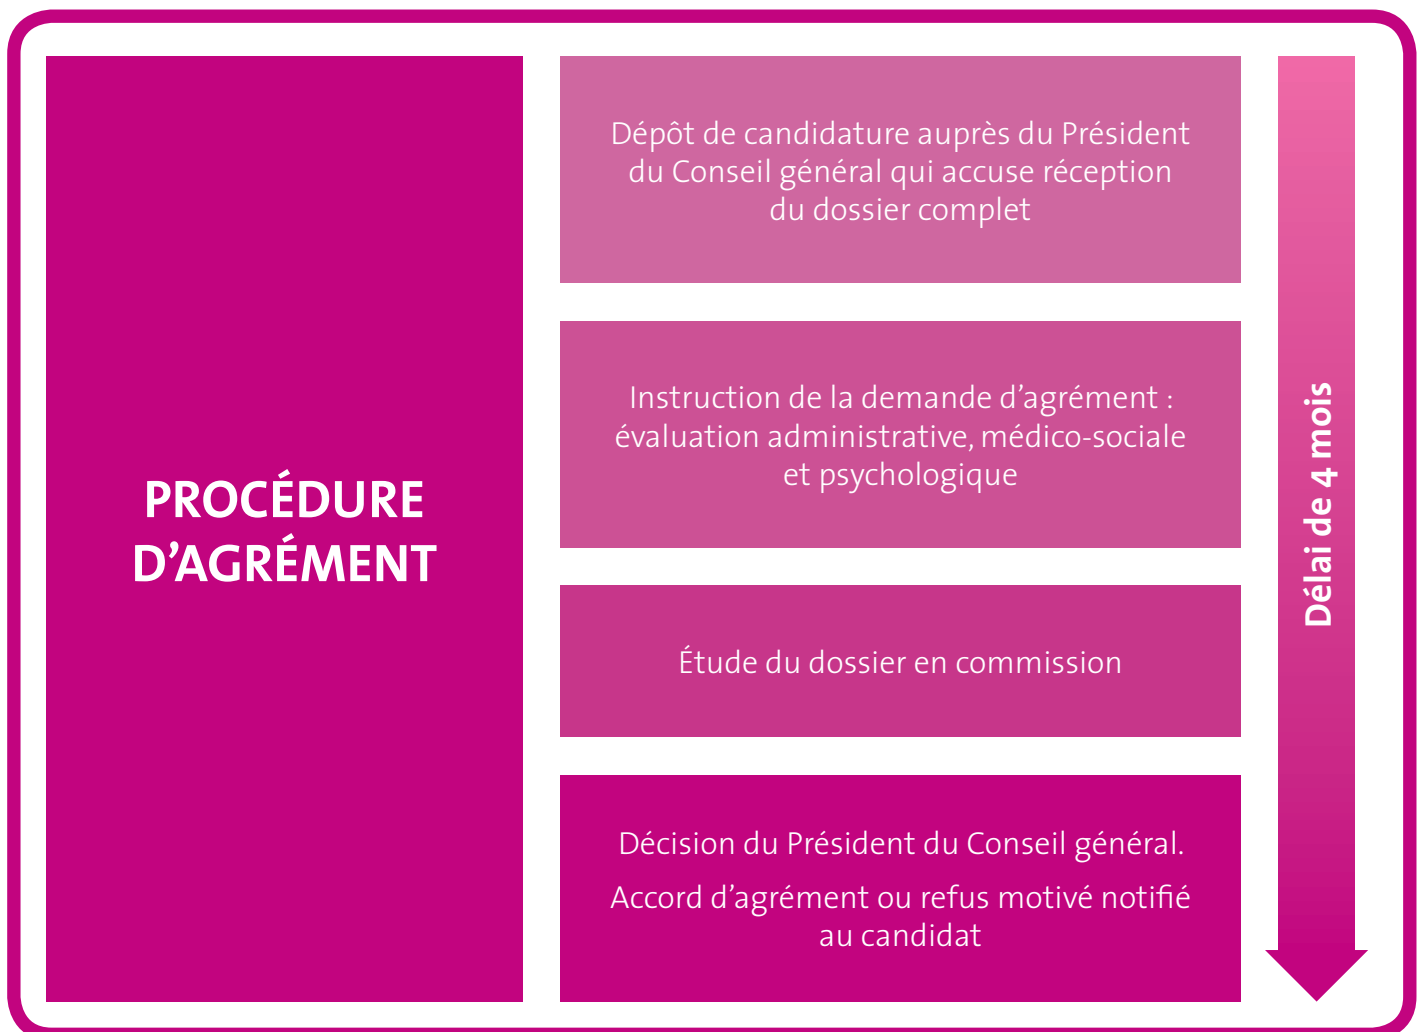 PROCÉDURE
D’AGRÉMENT
Dépôt de candidature auprès du Président
du Conseil général qui accuse réception
du dossier complet
Instruction de la demande d’agrément :
évaluation administrative, médico-sociale
et psychologique
Étude du dossier en commission
Décision du Président du Conseil général.
Accord d’agrément ou refus motivé notifié
au candidat
Délai de 4 mois